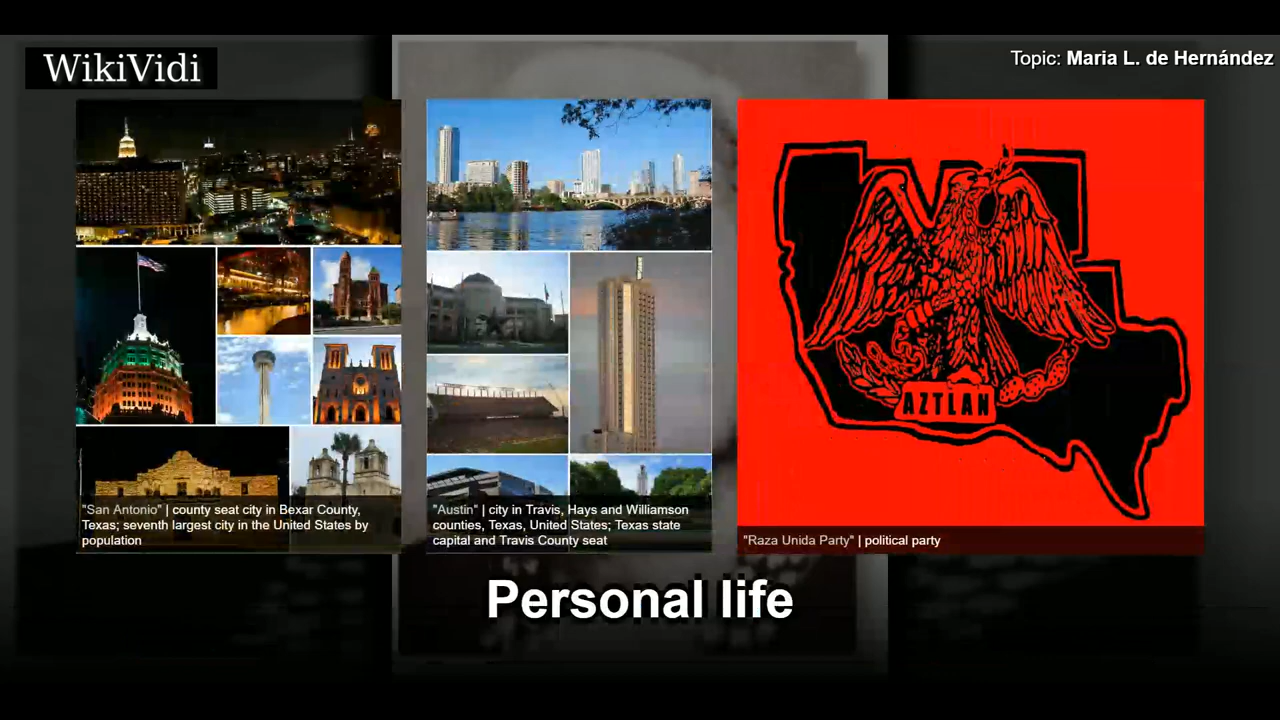 WikiVidi
Topic: Maria L. de Hernández
AZTLAN
"San Antonio" | county seat city in Bexar County,
Texas; seventh largest city in the United States by
population
"Austin" | city in Travis, Hays and Williamson
counties, Texas, United States; Texas state
capital and Travis County seat
"Raza Unida Party" | political party
Personal life